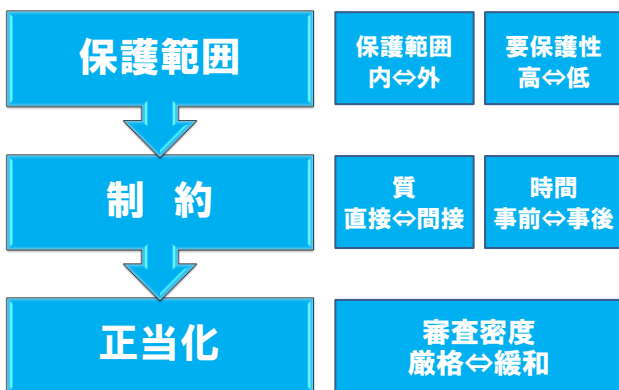 保護範囲
保護範囲
内⇔外
要保護性
高⇔低
制 約
質
直接⇔間接
時間
事前⇔事後
正当化
審査密度
厳格⇔緩和